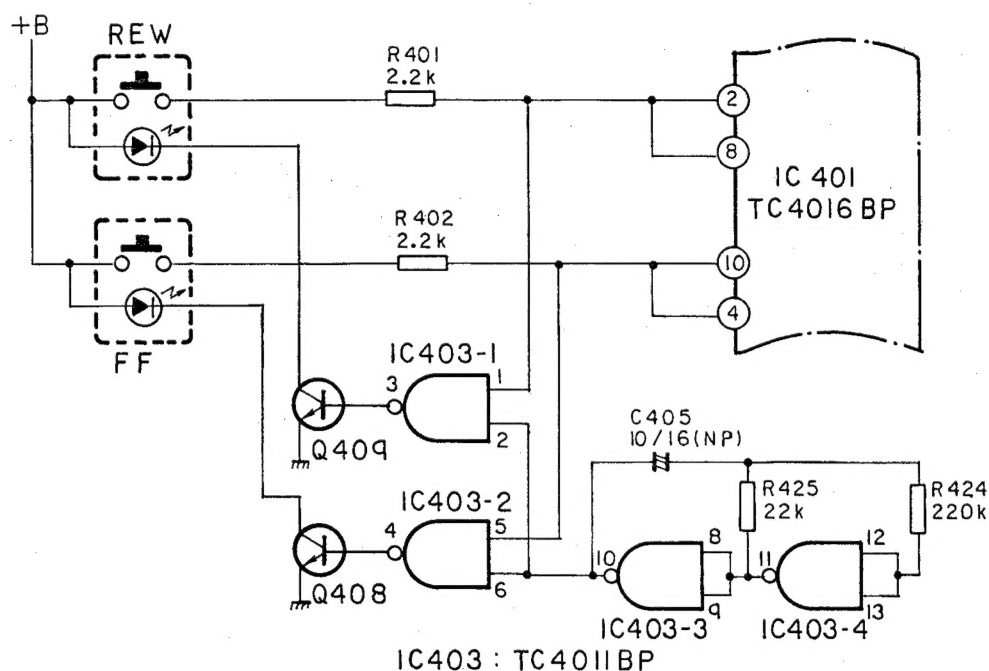 +B
REW
R401
2.2k
2
8
IC 401
TC4016BP
R402
2.2k
10
4
FF
IC403-1
3
1
2
Q409
C405
10/16(NP)
R425
22k
R424
220k
IC403-2
4
5
6
Q408
10
8
9
11
12
13
IC403-3
IC403-4
IC403 : TC4011BP